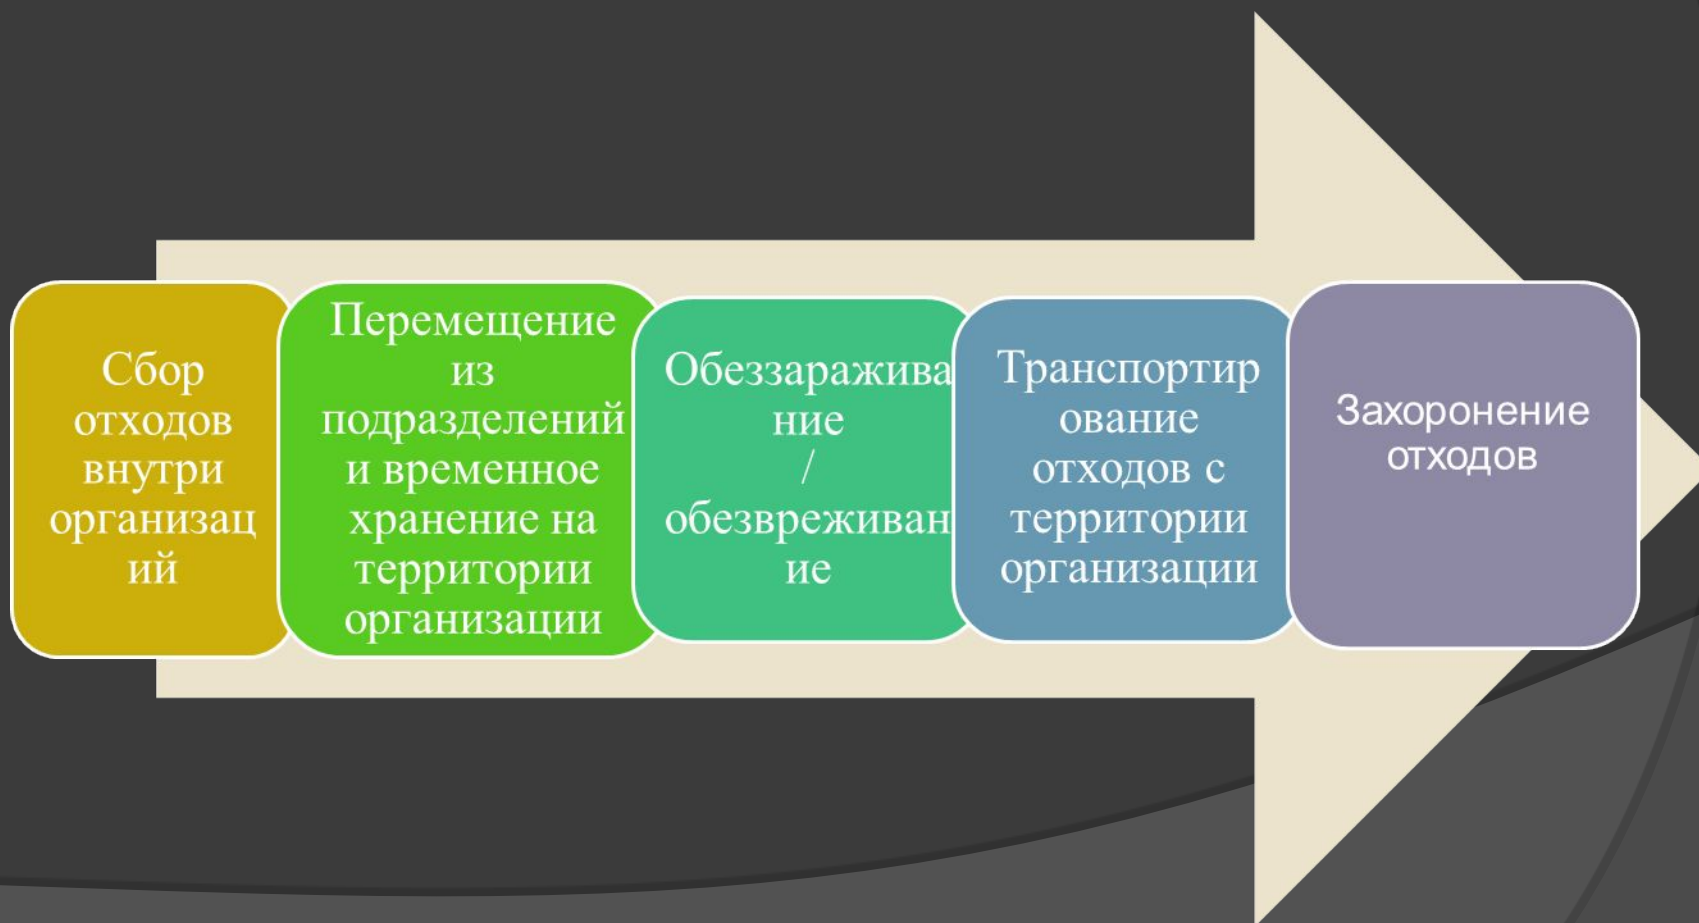 Сбор
отходов
внутри
организац
ий
Перемещение
из
подразделений
и временное
хранение на
территории
организации
Обеззаражива
ние
/
обезвреживан
ие
Транспортир
ование
отходов с
территории
организации
Захоронение
отходов